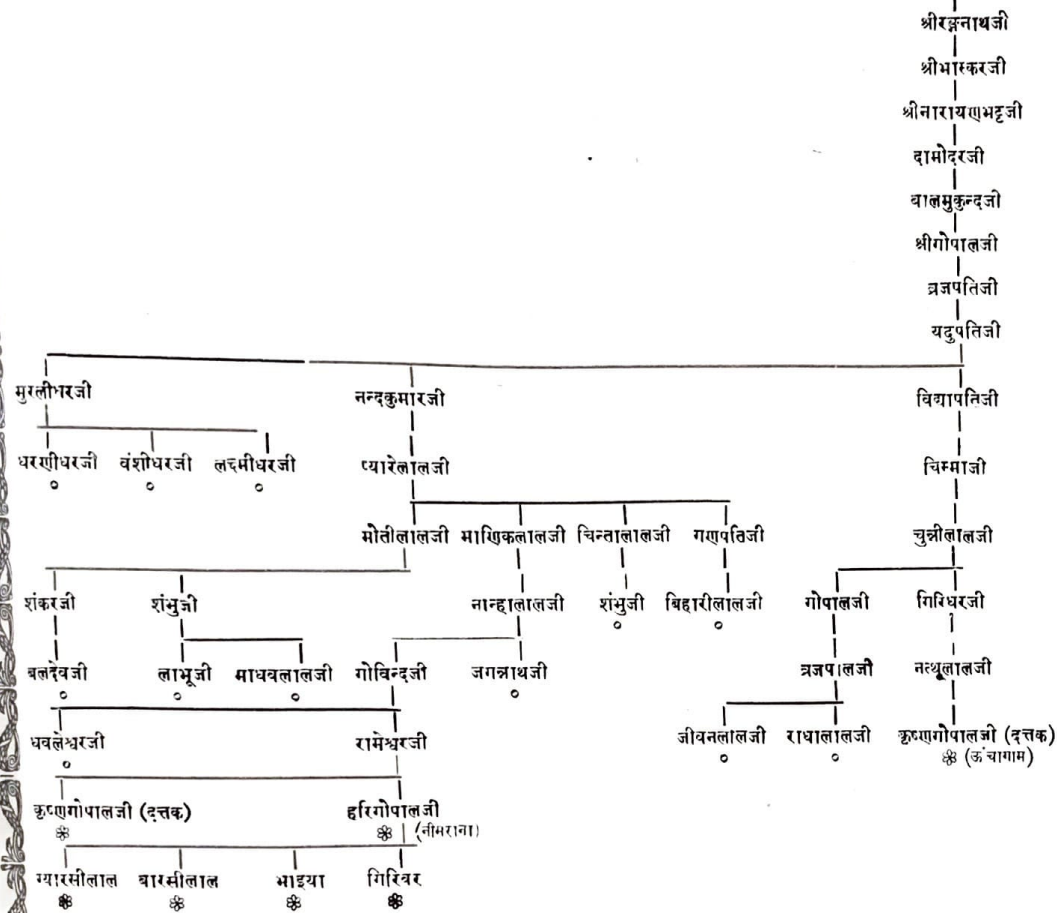 श्रीरङ्गनाथजी
श्रीभास्करजी
श्रीनारायणभट्टजी
दामोदरजी
बालमुकुन्दजी
श्रीगोपालजी
व्रजपतिजी
यदुपतिजी
मुरलीधरजी नन्दकुमारजी विद्यापतिजी
धरणीधरजी वंशीधरजी लक्ष्मीधरजी प्यारेलालजी चिम्माजी
मोतीलालजी माणिकलालजी चिन्तालालजी गणपतिजी चुन्नीलालजी
शंकरजी शंभुजी नान्हालालजी शंभुजी बिहारीलालजी गोपालजी गिरिधरजी
बलदेवजी लाभूजी माधवलालजी गोविन्दजी जगन्नाथजी व्रजपालजी नत्थूलालजी
धवलेश्वरजी रामेश्वरजी जीवनलालजी राधालालजी कृष्णगोपालजी (दत्तक)
(ऊंचागाम)
कृष्णगोपालजी (दत्तक) हरिगोपालजी
(नीमराना)
ग्यारसीलाल बारसीलाल भाइया गिरिवर